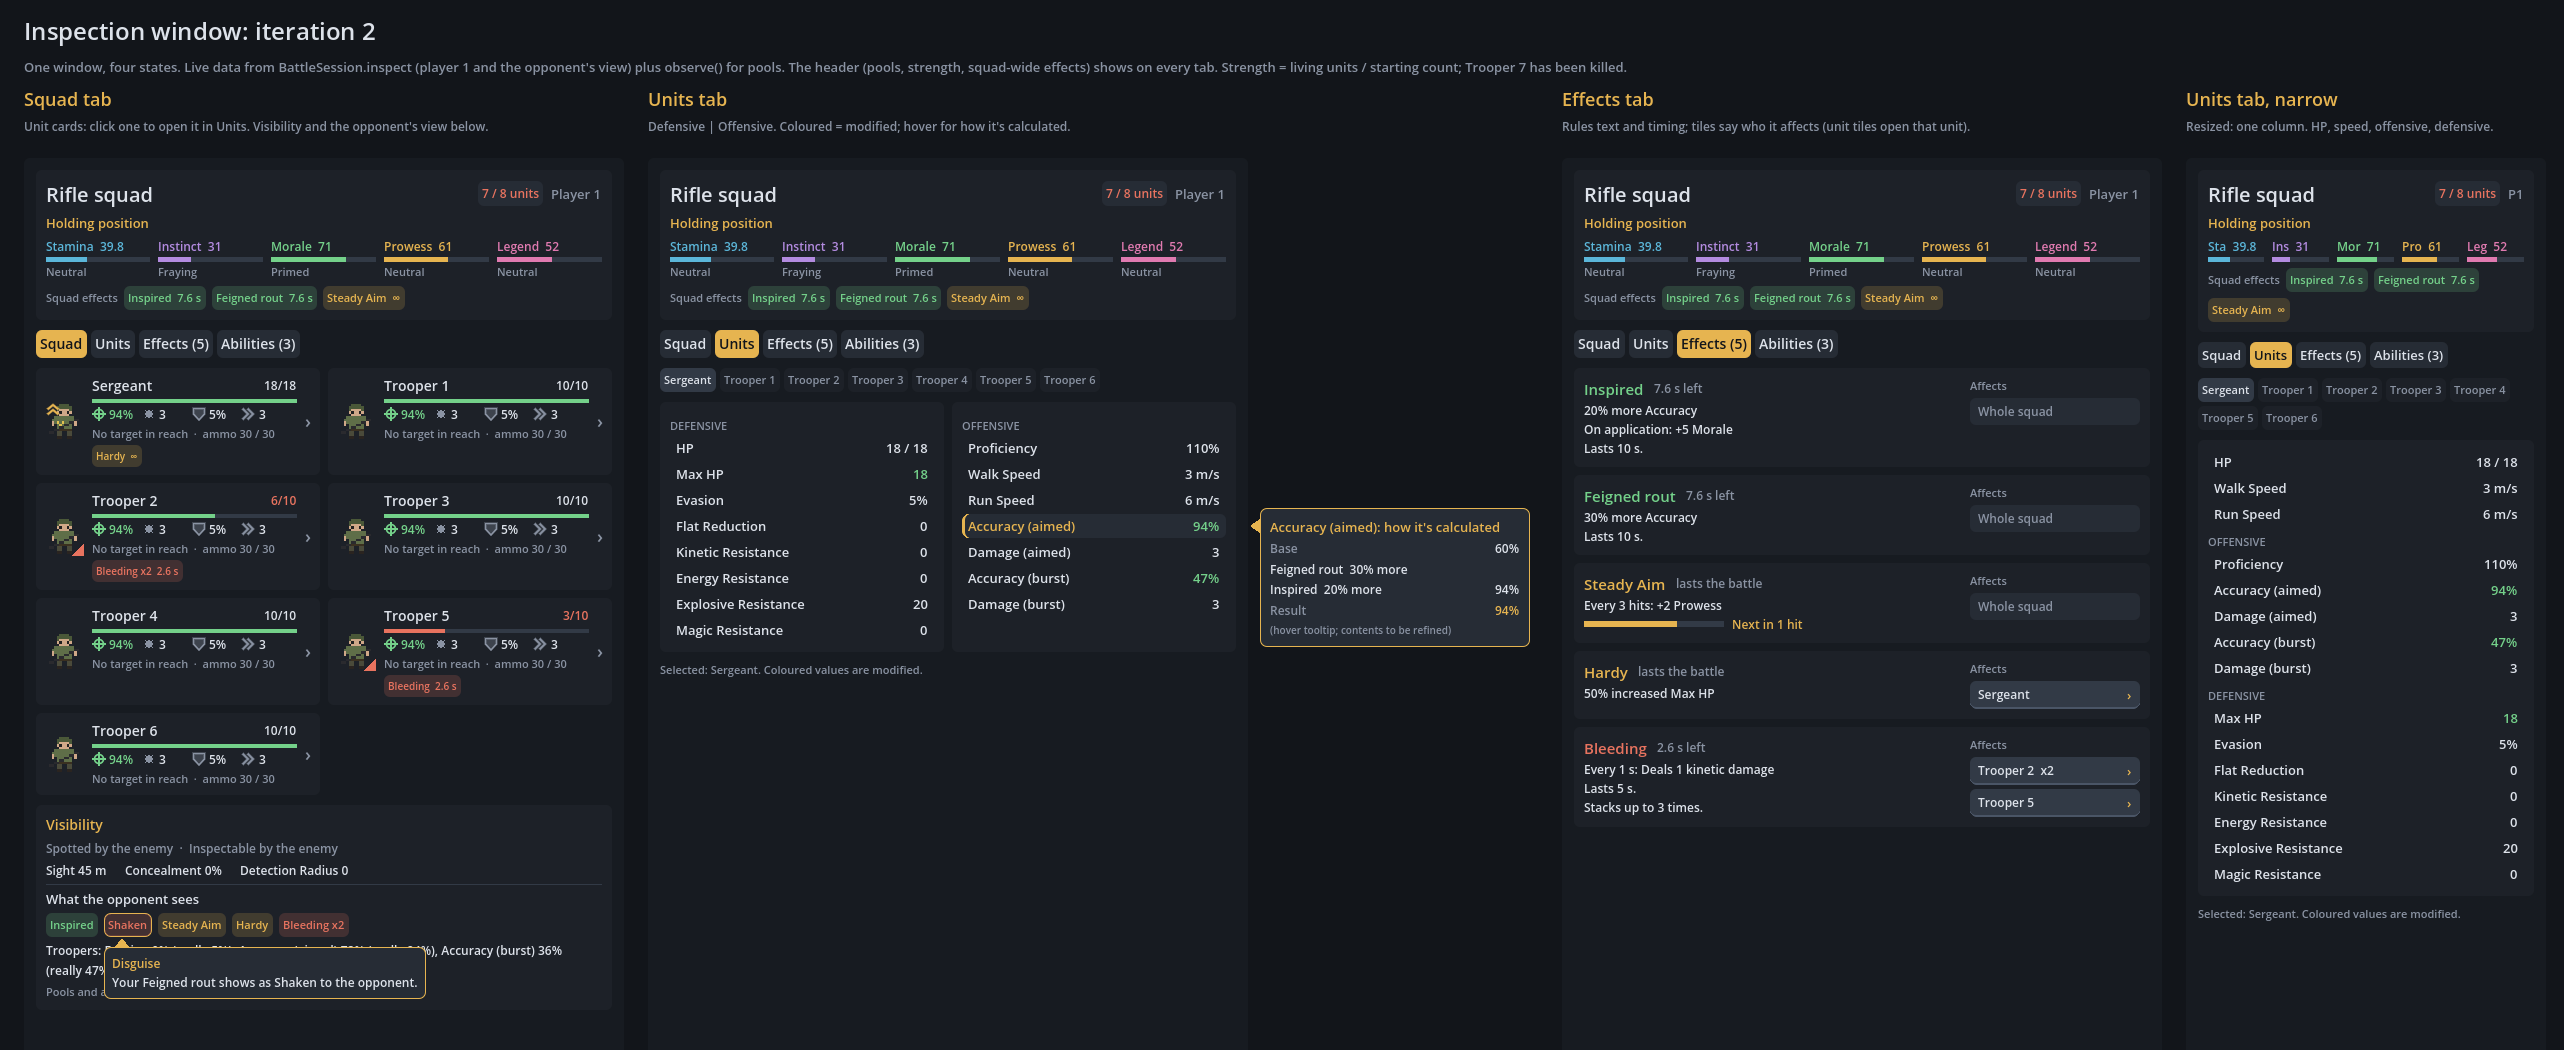 Inspection window: iteration 2
One window, four states. Live data from BattleSession.inspect (player 1 and the opponent's view) plus observe() for pools. The header (pools, strength, squad-wide effects) shows on every tab. Strength = living units / starting count; Trooper 7 has been killed.
Squad tab
Unit cards: click one to open it in Units. Visibility and the opponent's view below.
Rifle squad 7 / 8 units Player 1
Holding position
Stamina 39.8 Instinct 31 Morale 71 Prowess 61 Legend 52
Neutral Fraying Primed Neutral Neutral
Squad effects Inspired 7.6 s Feigned rout 7.6 s Steady Aim ∞
Squad Units Effects (5) Abilities (3)
Sergeant 18/18
94% 3 5% 3 ›
No target in reach · ammo 30 / 30
Hardy ∞
Trooper 1 10/10
94% 3 5% 3 ›
No target in reach · ammo 30 / 30
Trooper 2 6/10
94% 3 5% 3 ›
No target in reach · ammo 30 / 30
Bleeding x2 2.6 s
Trooper 3 10/10
94% 3 5% 3 ›
No target in reach · ammo 30 / 30
Trooper 4 10/10
94% 3 5% 3 ›
No target in reach · ammo 30 / 30
Trooper 5 3/10
94% 3 5% 3 ›
No target in reach · ammo 30 / 30
Bleeding 2.6 s
Trooper 6 10/10
94% 3 5% 3 ›
No target in reach · ammo 30 / 30
Visibility
Spotted by the enemy · Inspectable by the enemy
Sight 45 m Concealment 0% Detection Radius 0
What the opponent sees
Inspired Shaken Steady Aim Hardy Bleeding x2
Troopers: %), Accuracy (burst) 36%
(really 47%
Pools and
Disguise
Your Feigned rout shows as Shaken to the opponent.
Units tab
Defensive | Offensive. Coloured = modified; hover for how it's calculated.
Rifle squad 7 / 8 units Player 1
Holding position
Stamina 39.8 Instinct 31 Morale 71 Prowess 61 Legend 52
Neutral Fraying Primed Neutral Neutral
Squad effects Inspired 7.6 s Feigned rout 7.6 s Steady Aim ∞
Squad Units Effects (5) Abilities (3)
Sergeant Trooper 1 Trooper 2 Trooper 3 Trooper 4 Trooper 5 Trooper 6
DEFENSIVE
HP 18 / 18
Max HP 18
Evasion 5%
Flat Reduction 0
Kinetic Resistance 0
Energy Resistance 0
Explosive Resistance 20
Magic Resistance 0
OFFENSIVE
Proficiency 110%
Walk Speed 3 m/s
Run Speed 6 m/s
Accuracy (aimed) 94%
Damage (aimed) 3
Accuracy (burst) 47%
Damage (burst) 3
Selected: Sergeant. Coloured values are modified.
Accuracy (aimed): how it's calculated
Base 60%
Feigned rout 30% more
Inspired 20% more 94%
Result 94%
(hover tooltip; contents to be refined)
Effects tab
Rules text and timing; tiles say who it affects (unit tiles open that unit).
Rifle squad 7 / 8 units Player 1
Holding position
Stamina 39.8 Instinct 31 Morale 71 Prowess 61 Legend 52
Neutral Fraying Primed Neutral Neutral
Squad effects Inspired 7.6 s Feigned rout 7.6 s Steady Aim ∞
Squad Units Effects (5) Abilities (3)
Inspired 7.6 s left
20% more Accuracy
On application: +5 Morale
Lasts 10 s.
Affects
Whole squad
Feigned rout 7.6 s left
30% more Accuracy
Lasts 10 s.
Affects
Whole squad
Steady Aim lasts the battle
Every 3 hits: +2 Prowess
Next in 1 hit
Affects
Whole squad
Hardy lasts the battle
50% increased Max HP
Affects
Sergeant ›
Bleeding 2.6 s left
Every 1 s: Deals 1 kinetic damage
Lasts 5 s.
Stacks up to 3 times.
Affects
Trooper 2 x2 ›
Trooper 5 ›
Units tab, narrow
Resized: one column. HP, speed, offensive, defensive.
Rifle squad 7 / 8 units P1
Holding position
Sta 39.8 Ins 31 Mor 71 Pro 61 Leg 52
Squad effects Inspired 7.6 s Feigned rout 7.6 s
Steady Aim ∞
Squad Units Effects (5) Abilities (3)
Sergeant Trooper 1 Trooper 2 Trooper 3 Trooper 4
Trooper 5 Trooper 6
HP 18 / 18
Walk Speed 3 m/s
Run Speed 6 m/s
OFFENSIVE
Proficiency 110%
Accuracy (aimed) 94%
Damage (aimed) 3
Accuracy (burst) 47%
Damage (burst) 3
DEFENSIVE
Max HP 18
Evasion 5%
Flat Reduction 0
Kinetic Resistance 0
Energy Resistance 0
Explosive Resistance 20
Magic Resistance 0
Selected: Sergeant. Coloured values are modified.